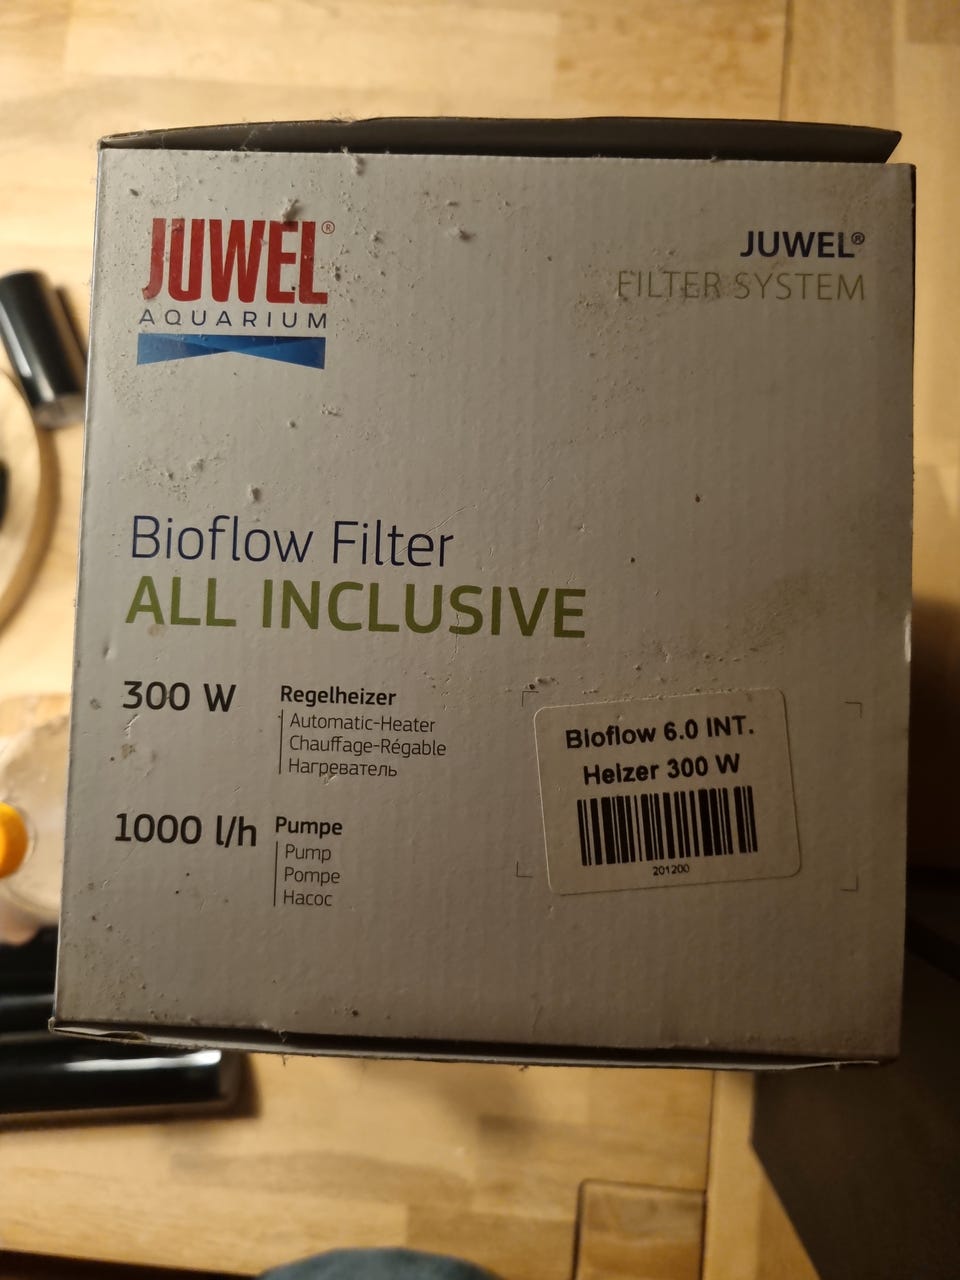 JUWEL®
AQUARIUM
JUWEL®
FILTER SYSTEM
Bioflow Filter
ALL INCLUSIVE
300 W
Regelheizer
Automatic-Heater
Chauffage-Régable
Нагреватель
1000 l/h
Pumpe
Pump
Pompe
Насос
Bioflow 6.0 INT.
Heizer 300 W
201200